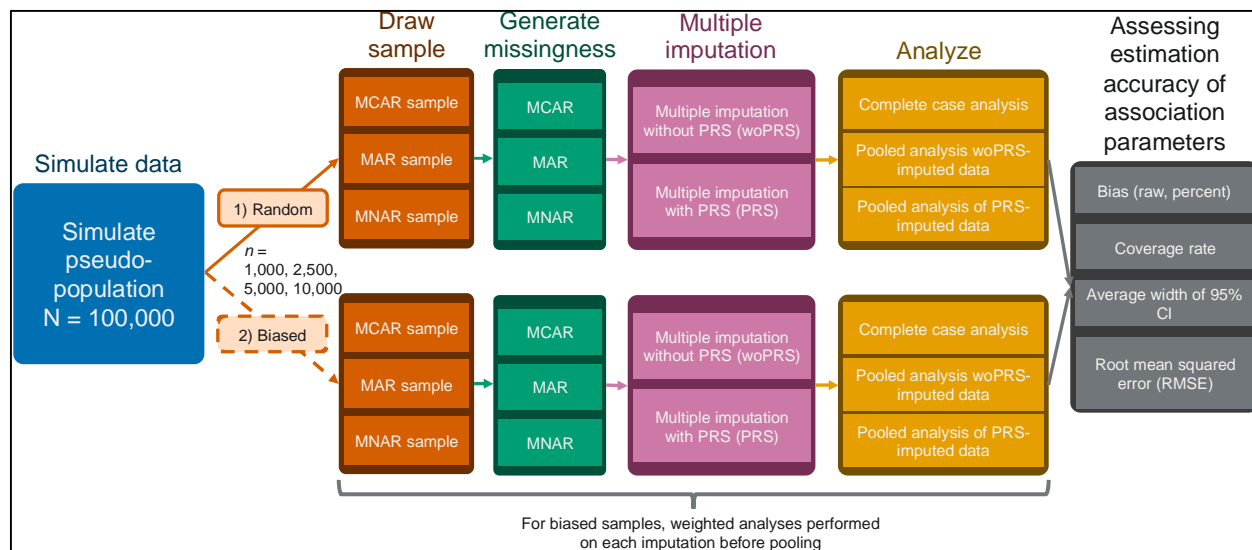 Simulate data
Simulate
pseudo-
population
N = 100,000
1) Random
n =
1,000, 2,500,
5,000, 10,000
2) Biased
Draw
sample
MCAR sample
MAR sample
MNAR sample
MCAR sample
MAR sample
MNAR sample
Generate
missingness
MCAR
MAR
MNAR
MCAR
MAR
MNAR
Multiple
imputation
Multiple imputation
without PRS (woPRS)
Multiple imputation
with PRS (PRS)
Multiple imputation
without PRS (woPRS)
Multiple imputation
with PRS (PRS)
Analyze
Complete case analysis
Pooled analysis woPRS-
imputed data
Pooled analysis of PRS-
imputed data
Complete case analysis
Pooled analysis woPRS-
imputed data
Pooled analysis of PRS-
imputed data
Assessing
estimation
accuracy of
association
parameters
Bias (raw, percent)
Coverage rate
Average width of 95%
CI
Root mean squared
error (RMSE)
For biased samples, weighted analyses performed
on each imputation before pooling